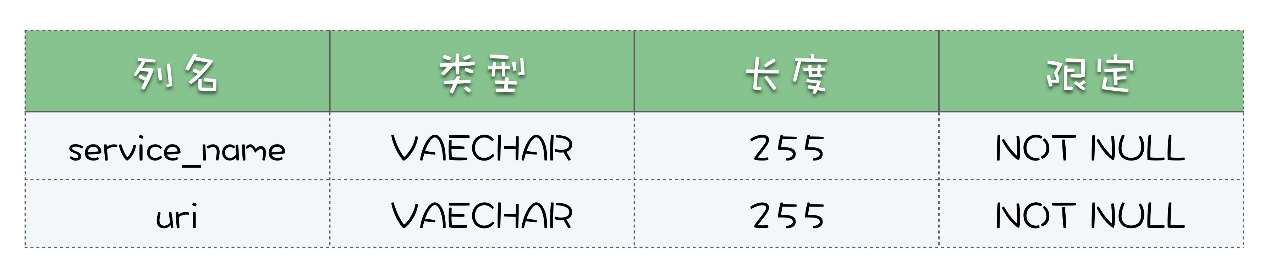 列名 类型 长度 限定
service_name VAECHAR 255 NOT NULL
uri VAECHAR 255 NOT NULL